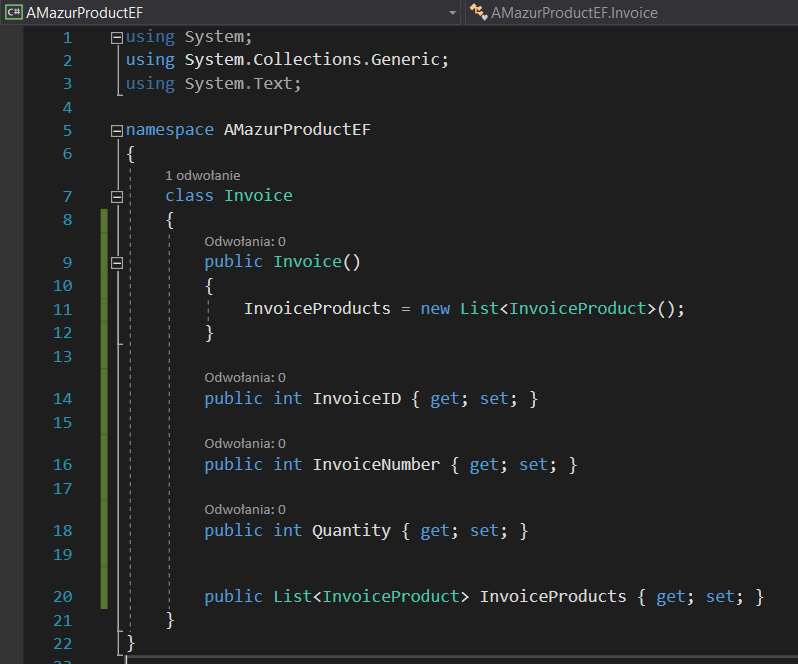 C# AMazurProductEF AMazurProductEF.Invoice
1 using System;
2 using System.Collections.Generic;
3 using System.Text;
4
5 namespace AMazurProductEF
6 {
1 odwołanie
7 class Invoice
8 {
Odwołania: 0
9 public Invoice()
10 {
11 InvoiceProducts = new List<InvoiceProduct>();
12 }
13
Odwołania: 0
14 public int InvoiceID { get; set; }
15
Odwołania: 0
16 public int InvoiceNumber { get; set; }
17
Odwołania: 0
18 public int Quantity { get; set; }
19
20 public List<InvoiceProduct> InvoiceProducts { get; set; }
21 }
22 }
23